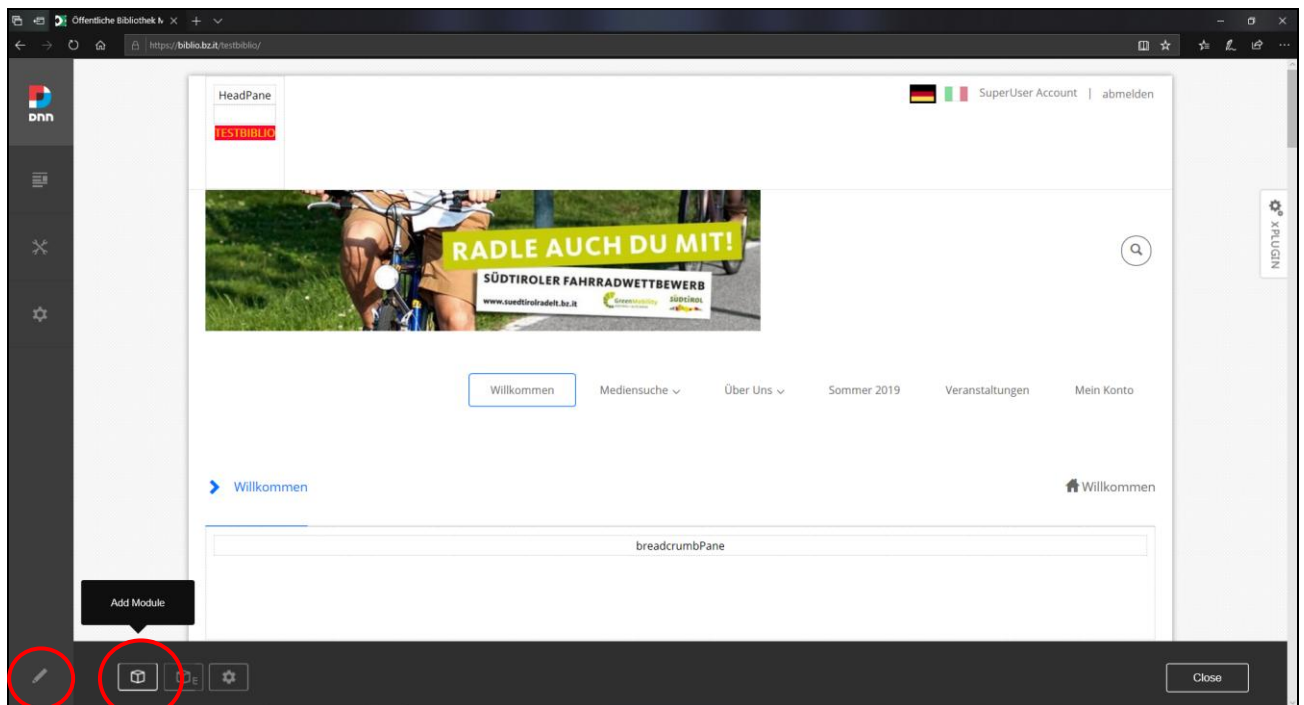 Öffentliche Bibliothek
https://biblio.bz.it/testbiblio/
DNN
HeadPane
TESTBIBLIO
SuperUser Account | abmelden
RADLE AUCH DU MIT!
SÜDTIROLER FAHRRADWETTBEWERB
www.suedtirolradelt.bz.it
GreenMobility
SÜDTIROL
XPLUGIN
Willkommen Mediensuche Über Uns Sommer 2019 Veranstaltungen Mein Konto
Willkommen
Willkommen
breadcrumbPane
Add Module
E
Close